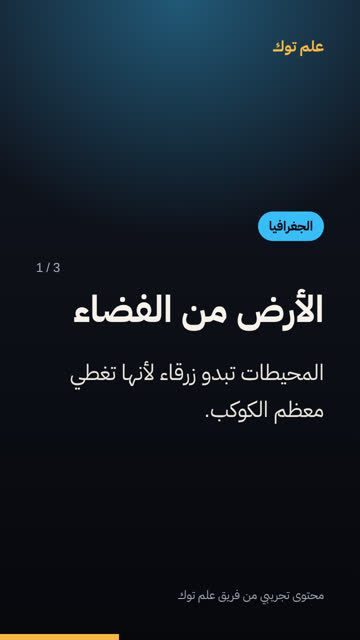 علم توك
الجغرافيا
1 / 3
الأرض من الفضاء
المحيطات تبدو زرقاء لأنها تغطي
معظم الكوكب.
محتوى تجريبي من فريق علم توك